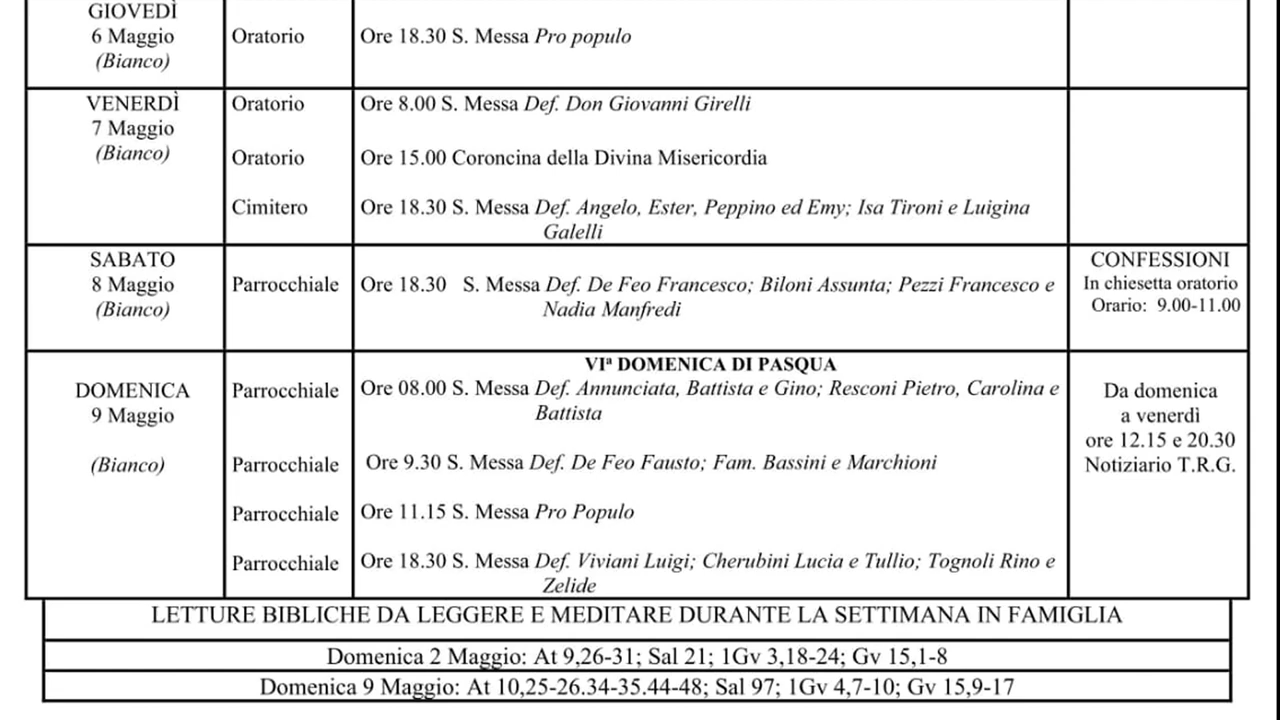 GIOVEDÌ
6 Maggio
(Bianco)
Oratorio
Ore 18.30 S. Messa Pro populo
VENERDÌ
7 Maggio
(Bianco)
Oratorio
Ore 8.00 S. Messa Def. Don Giovanni Girelli
Oratorio
Ore 15.00 Coroncina della Divina Misericordia
Cimitero
Ore 18.30 S. Messa Def. Angelo, Ester, Peppino ed Emy; Isa Tironi e Luigina
Galelli
SABATO
8 Maggio
(Bianco)
Parrocchiale
Ore 18.30 S. Messa Def. De Feo Francesco; Biloni Assunta; Pezzi Francesco e
Nadia Manfredi
CONFESSIONI
In chiesetta oratorio
Orario: 9.00-11.00
DOMENICA
9 Maggio
(Bianco)
VIª DOMENICA DI PASQUA
Parrocchiale
Ore 08.00 S. Messa Def. Annunciata, Battista e Gino; Resconi Pietro, Carolina e
Battista
Parrocchiale
Ore 9.30 S. Messa Def. De Feo Fausto; Fam. Bassini e Marchioni
Parrocchiale
Ore 11.15 S. Messa Pro Populo
Parrocchiale
Ore 18.30 S. Messa Def. Viviani Luigi; Cherubini Lucia e Tullio; Tognoli Rino e
Zelide
Da domenica
a venerdì
ore 12.15 e 20.30
Notiziario T.R.G.
LETTURE BIBLICHE DA LEGGERE E MEDITARE DURANTE LA SETTIMANA IN FAMIGLIA
Domenica 2 Maggio: At 9,26-31; Sal 21; 1Gv 3,18-24; Gv 15,1-8
Domenica 9 Maggio: At 10,25-26.34-35.44-48; Sal 97; 1Gv 4,7-10; Gv 15,9-17